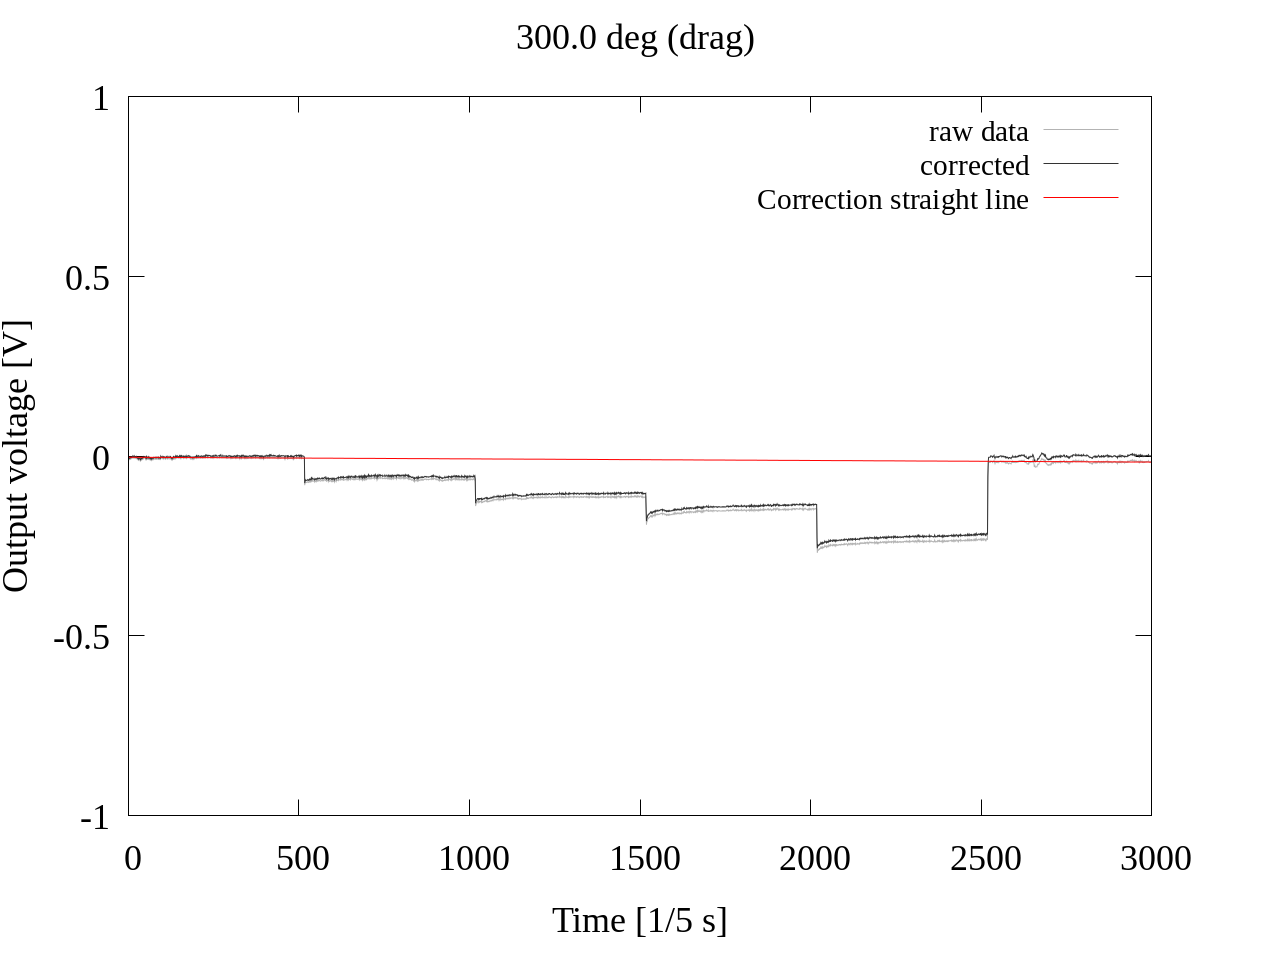 300.0 deg (drag)
1
0.5
0
-0.5
-1
Output voltage [V]
raw data
corrected
Correction straight line
0 500 1000 1500 2000 2500 3000
Time [1/5 s]